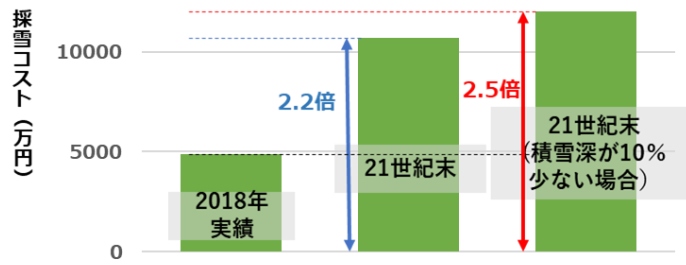 採雪コスト（万円）
10000
5000
0
2.2倍
2.5倍
2018年
実績
21世紀末
21世紀末
（積雪深が10%
少ない場合）